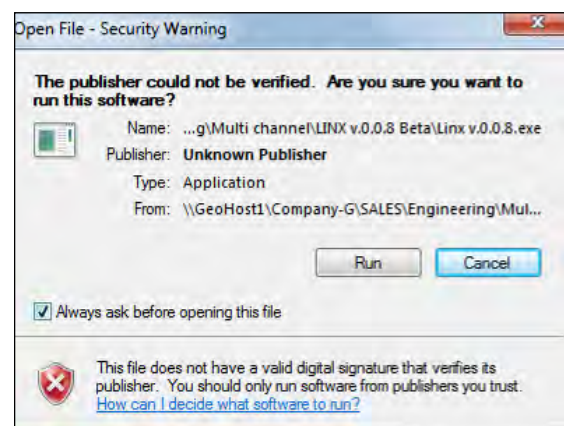 Open File - Security Warning
The publisher could not be verified. Are you sure you want to
run this software?
Name: ...g\Multi channel\LINX v.0.0.8 Beta\Linx v.0.0.8.exe
Publisher: Unknown Publisher
Type: Application
From: \\GeoHost1\Company-G\SALES\Engineering\Mul...
Run Cancel
Always ask before opening this file
This file does not have a valid digital signature that verifies its
publisher. You should only run software from publishers you trust.
How can I decide what software to run?